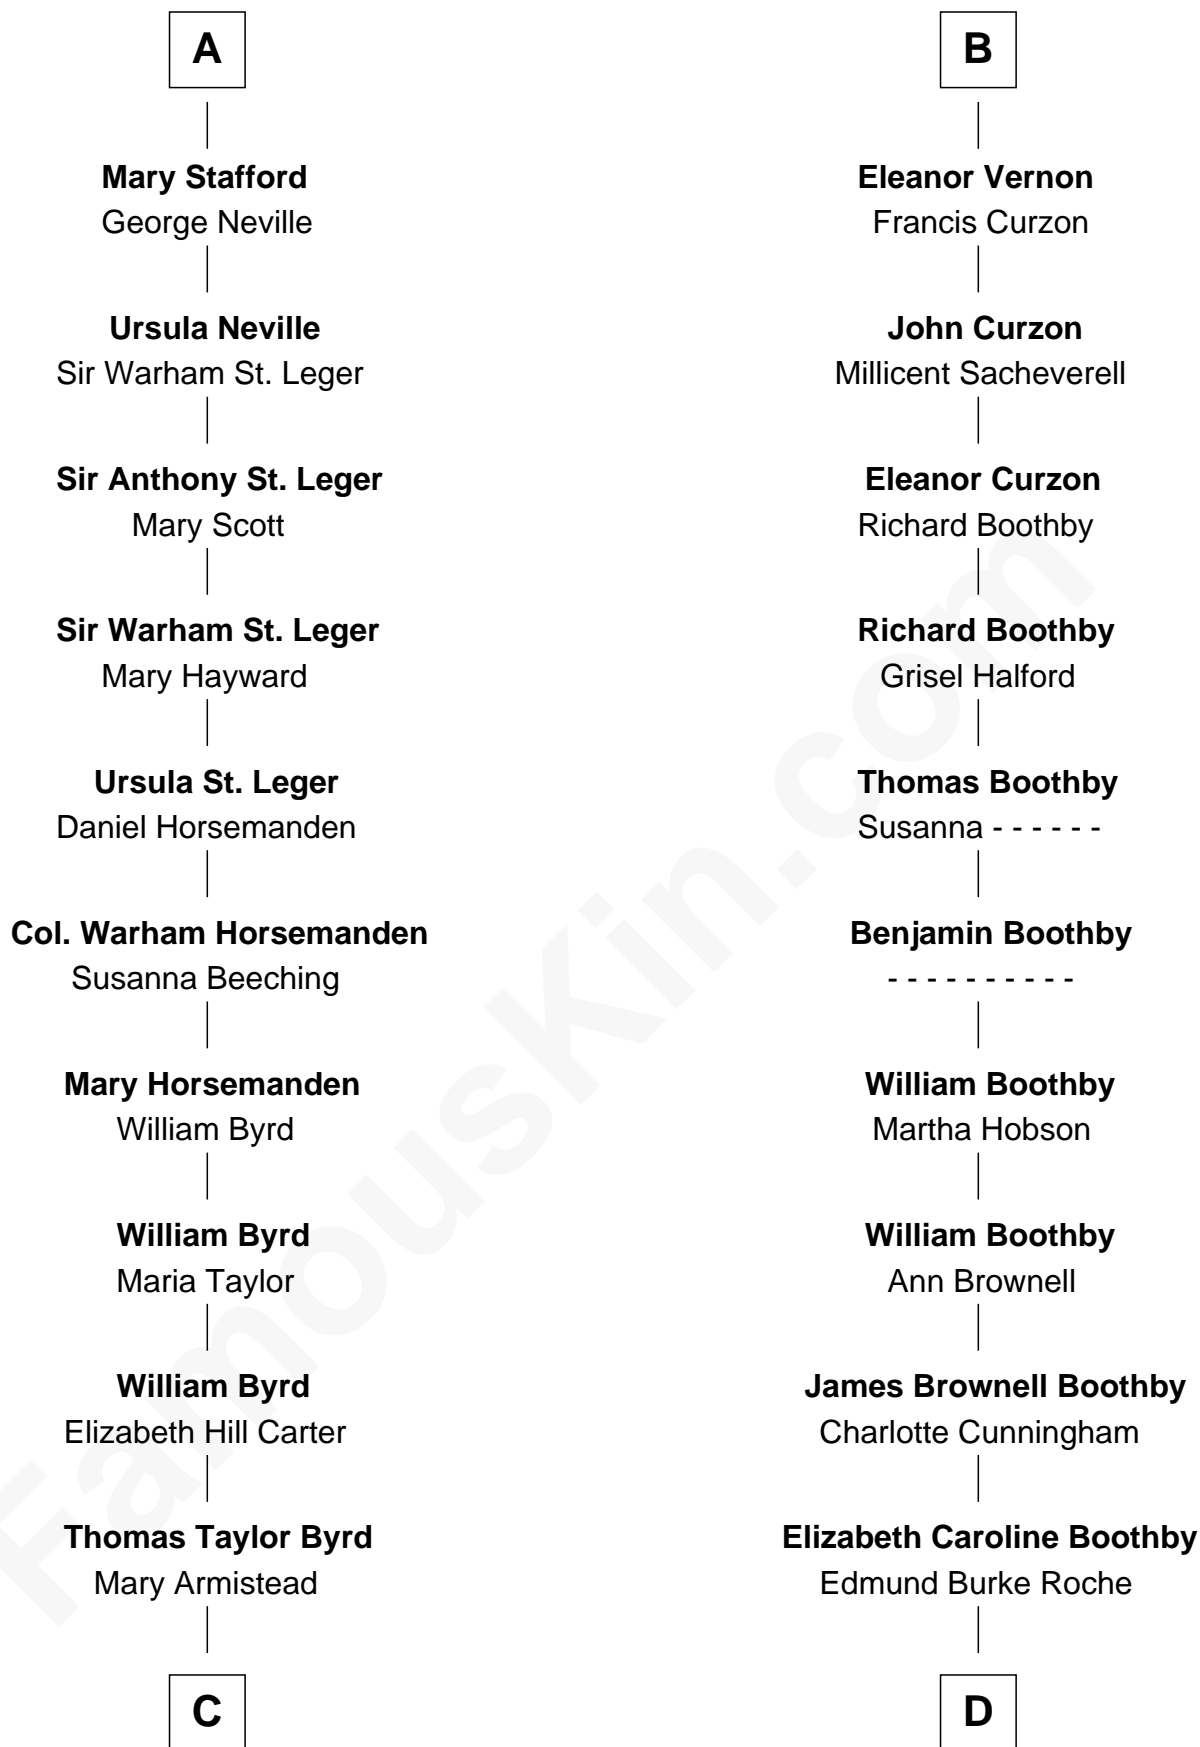 A
Mary Stafford
George Neville
Ursula Neville
Sir Warham St. Leger
Sir Anthony St. Leger
Mary Scott
Sir Warham St. Leger
Mary Hayward
Ursula St. Leger
Daniel Horsemanden
Col. Warham Horsemanden
Susanna Beeching
Mary Horsemanden
William Byrd
William Byrd
Maria Taylor
William Byrd
Elizabeth Hill Carter
Thomas Taylor Byrd
Mary Armistead
C
B
Eleanor Vernon
Francis Curzon
John Curzon
Millicent Sacheverell
Eleanor Curzon
Richard Boothby
Richard Boothby
Grisel Halford
Thomas Boothby
Susanna - - - - - -
Benjamin Boothby
- - - - - - - - - -
William Boothby
Martha Hobson
William Boothby
Ann Brownell
James Brownell Boothby
Charlotte Cunningham
Elizabeth Caroline Boothby
Edmund Burke Roche
D
FamousKin.com